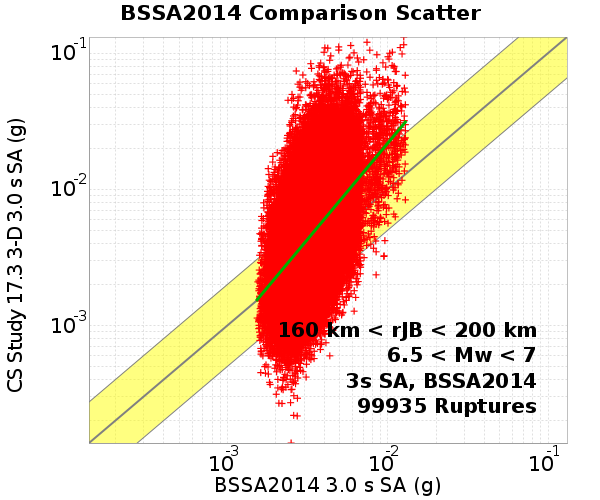 BSSA2014 Comparison Scatter
CS Study 17.3 3-D 3.0 s SA (g)
10-1
10-2
10-3
160 km < rJB < 200 km
6.5 < Mw < 7
3s SA, BSSA2014
99935 Ruptures
10-3 10-2 10-1
BSSA2014 3.0 s SA (g)